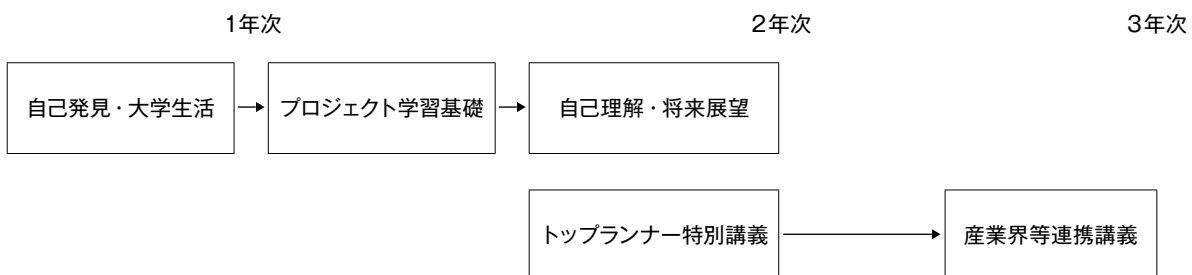 1年次 2年次 3年次
自己発見・大学生活 プロジェクト学習基礎 自己理解・将来展望
トップランナー特別講義 産業界等連携講義